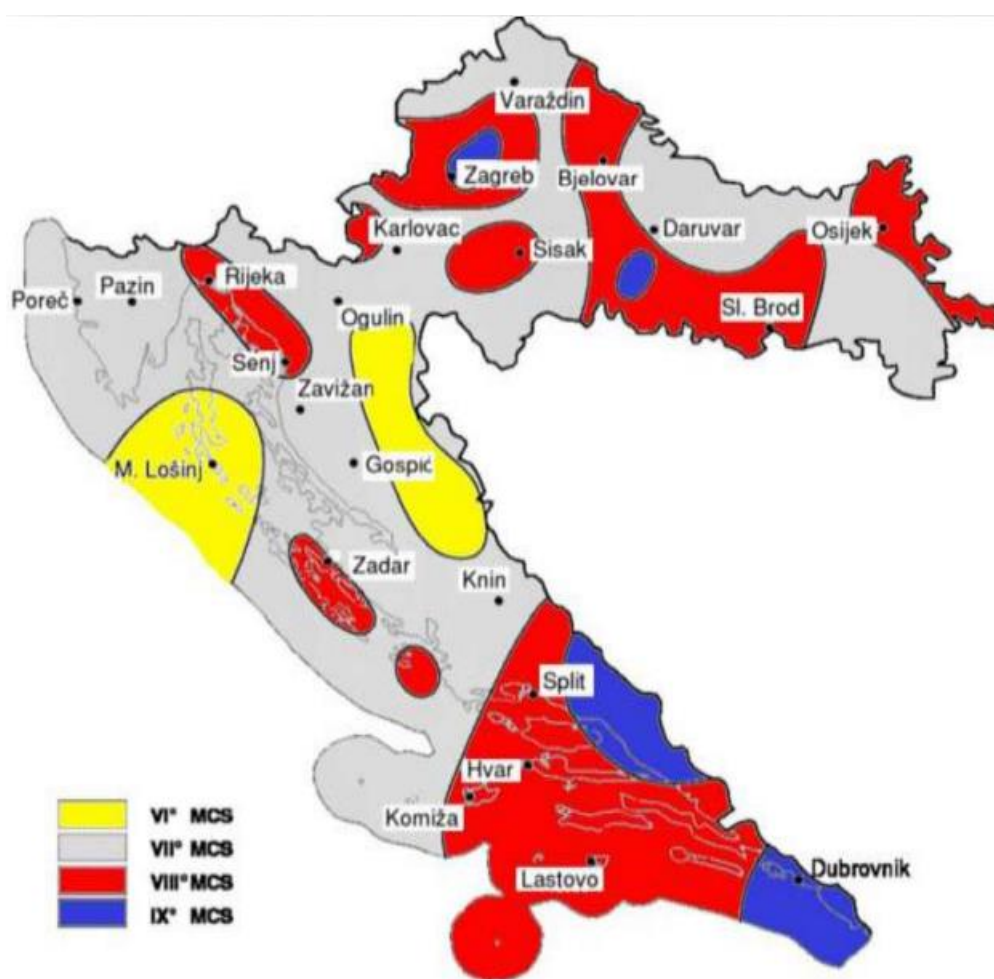 Varaždin
Zagreb
Bjelovar
Karlovac
Sisak
Daruvar
Osijek
Rijeka
Pazin
Poreč
Ogulin
Sl. Brod
Senj
Zavižan
M. Lošinj
Gospić
Zadar
Knin
Split
Hvar
Komiža
Lastovo
Dubrovnik
VI° MCS
VII° MCS
VIII° MCS
IX° MCS